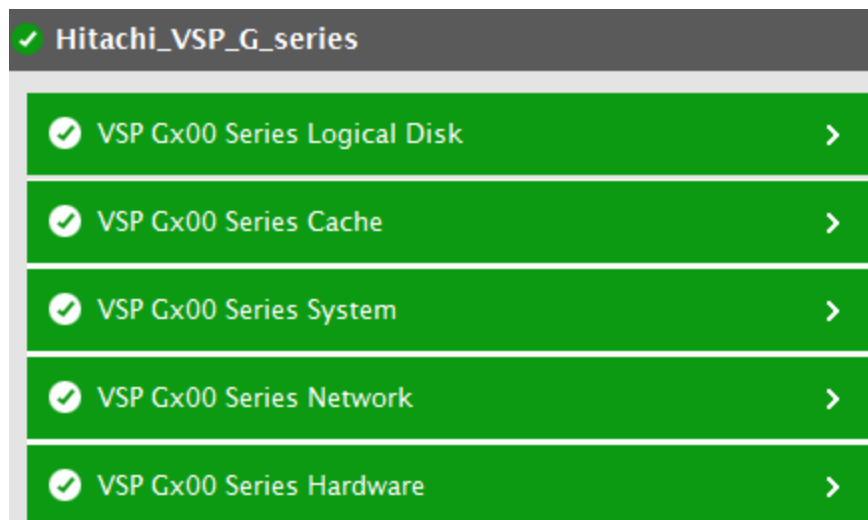 Hitachi_VSP_G_series
VSP Gx00 Series Logical Disk
VSP Gx00 Series Cache
VSP Gx00 Series System
VSP Gx00 Series Network
VSP Gx00 Series Hardware